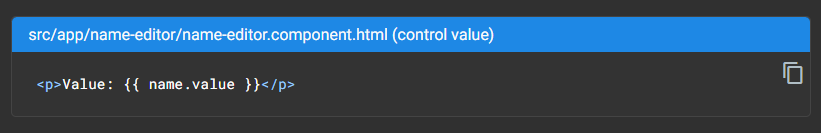 src/app/name-editor/name-editor.component.html (control value)
<p>Value: {{ name.value }}</p>